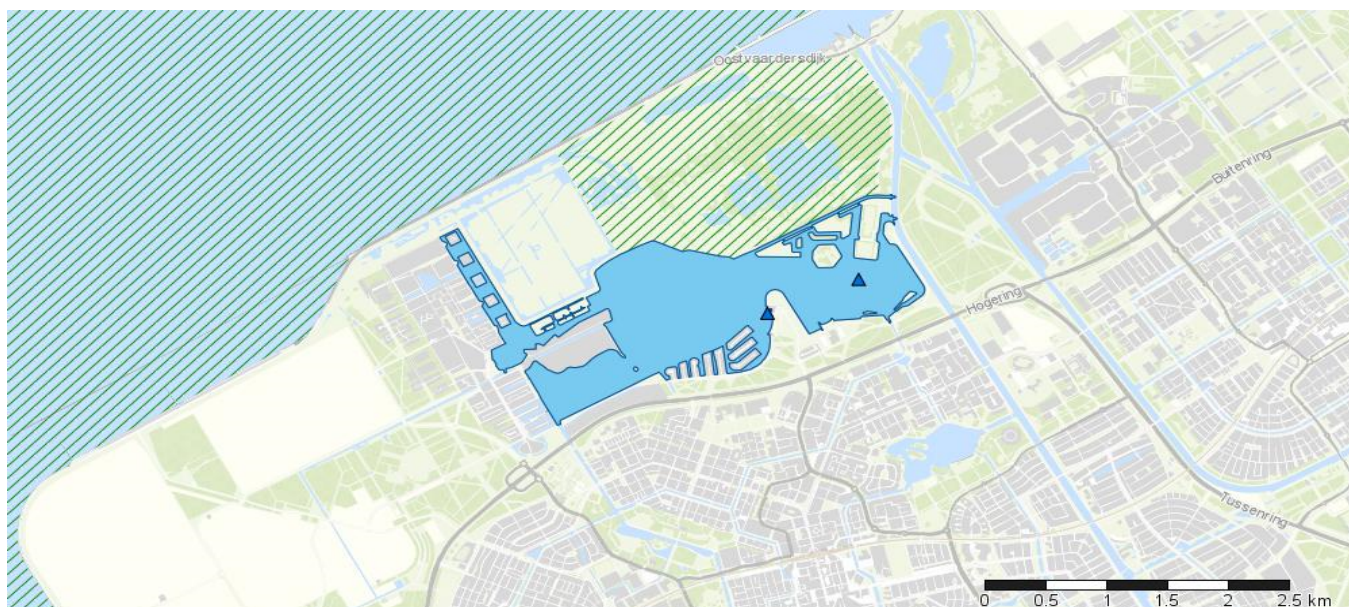 Oostvaardersdijk
Buitenring
Hogering
Tussenring
0 0.5 1 1.5 2 2.5 km